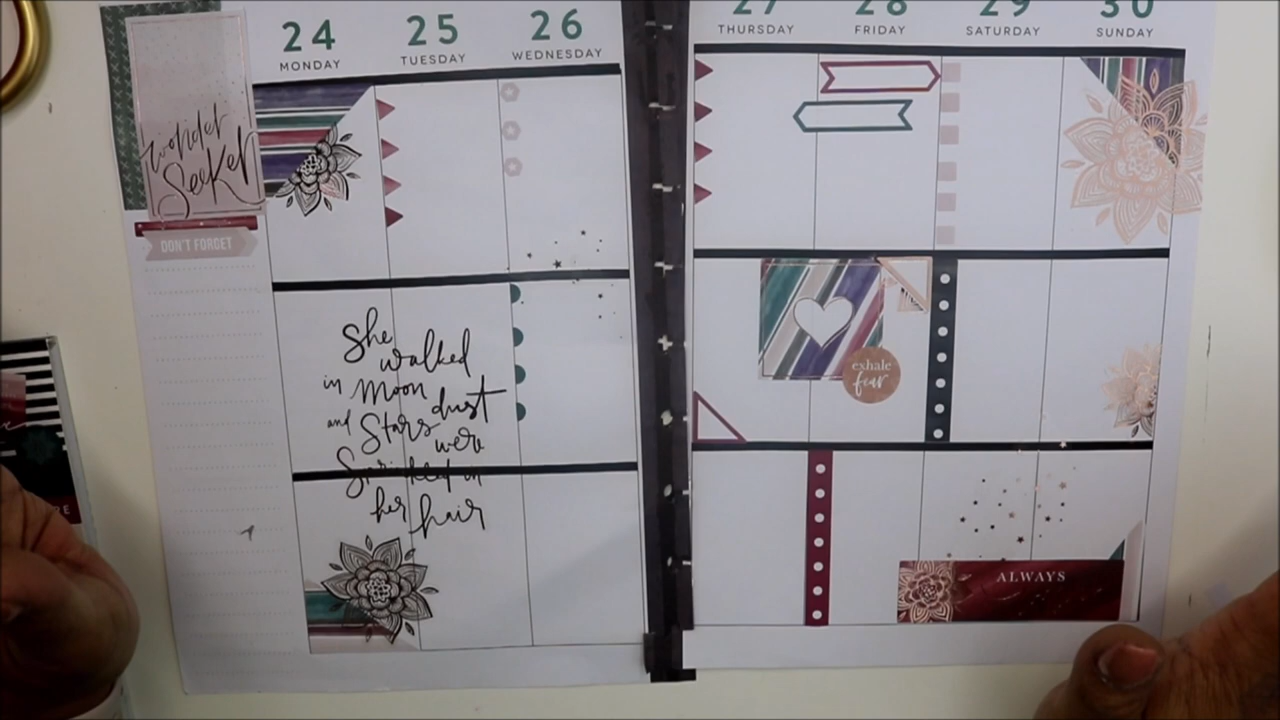 24
MONDAY
25
TUESDAY
26
WEDNESDAY
27
THURSDAY
28
FRIDAY
29
SATURDAY
30
SUNDAY
wonder
Seeker
DON'T FORGET
She
walked
in Moon
and Stars dust
were
Sprinkled in
her hair
exhale
fear
ALWAYS